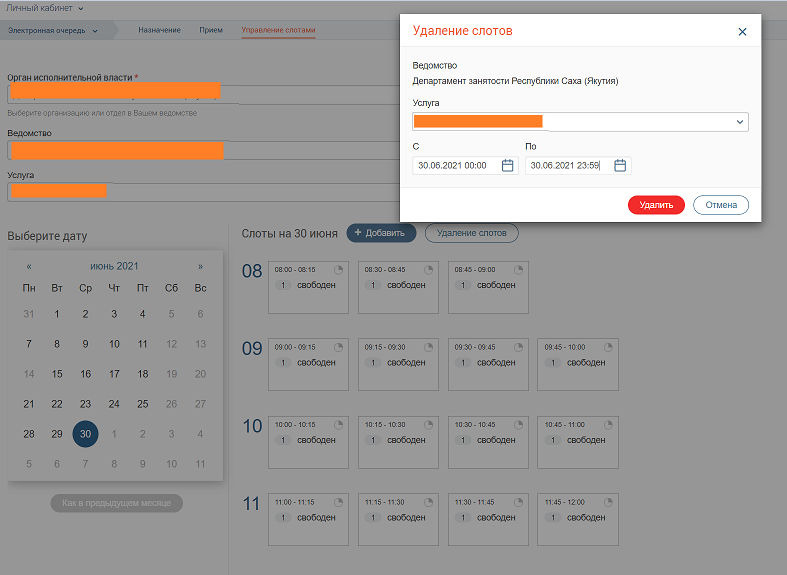 Личный кабинет
Электронная очередь
Назначение
Прием
Управление слотами
Орган исполнительной власти *
Выберите организацию или отдел в Вашем ведомстве
Ведомство
Услуга
Удаление слотов
Ведомство
Департамент занятости Республики Саха (Якутия)
Услуга
С По
30.06.2021 00:00 30.06.2021 23:59
Удалить Отмена
Выберите дату
« июнь 2021 »
Пн Вт Ср Чт Пт Сб Вс
31 1 2 3 4 5 6
7 8 9 10 11 12 13
14 15 16 17 18 19 20
21 22 23 24 25 26 27
28 29 30 1 2 3 4
5 6 7 8 9 10 11
Как в предыдущем месяце
Слоты на 30 июня + Добавить Удаление слотов
08 08:00 - 08:15 08:30 - 08:45 08:45 - 09:00
1 свободен 1 свободен 1 свободен
09 09:00 - 09:15 09:15 - 09:30 09:30 - 09:45 09:45 - 10:00
1 свободен 1 свободен 1 свободен 1 свободен
10 10:00 - 10:15 10:15 - 10:30 10:30 - 10:45 10:45 - 11:00
1 свободен 1 свободен 1 свободен 1 свободен
11 11:00 - 11:15 11:15 - 11:30 11:30 - 11:45 11:45 - 12:00
1 свободен 1 свободен 1 свободен 1 свободен